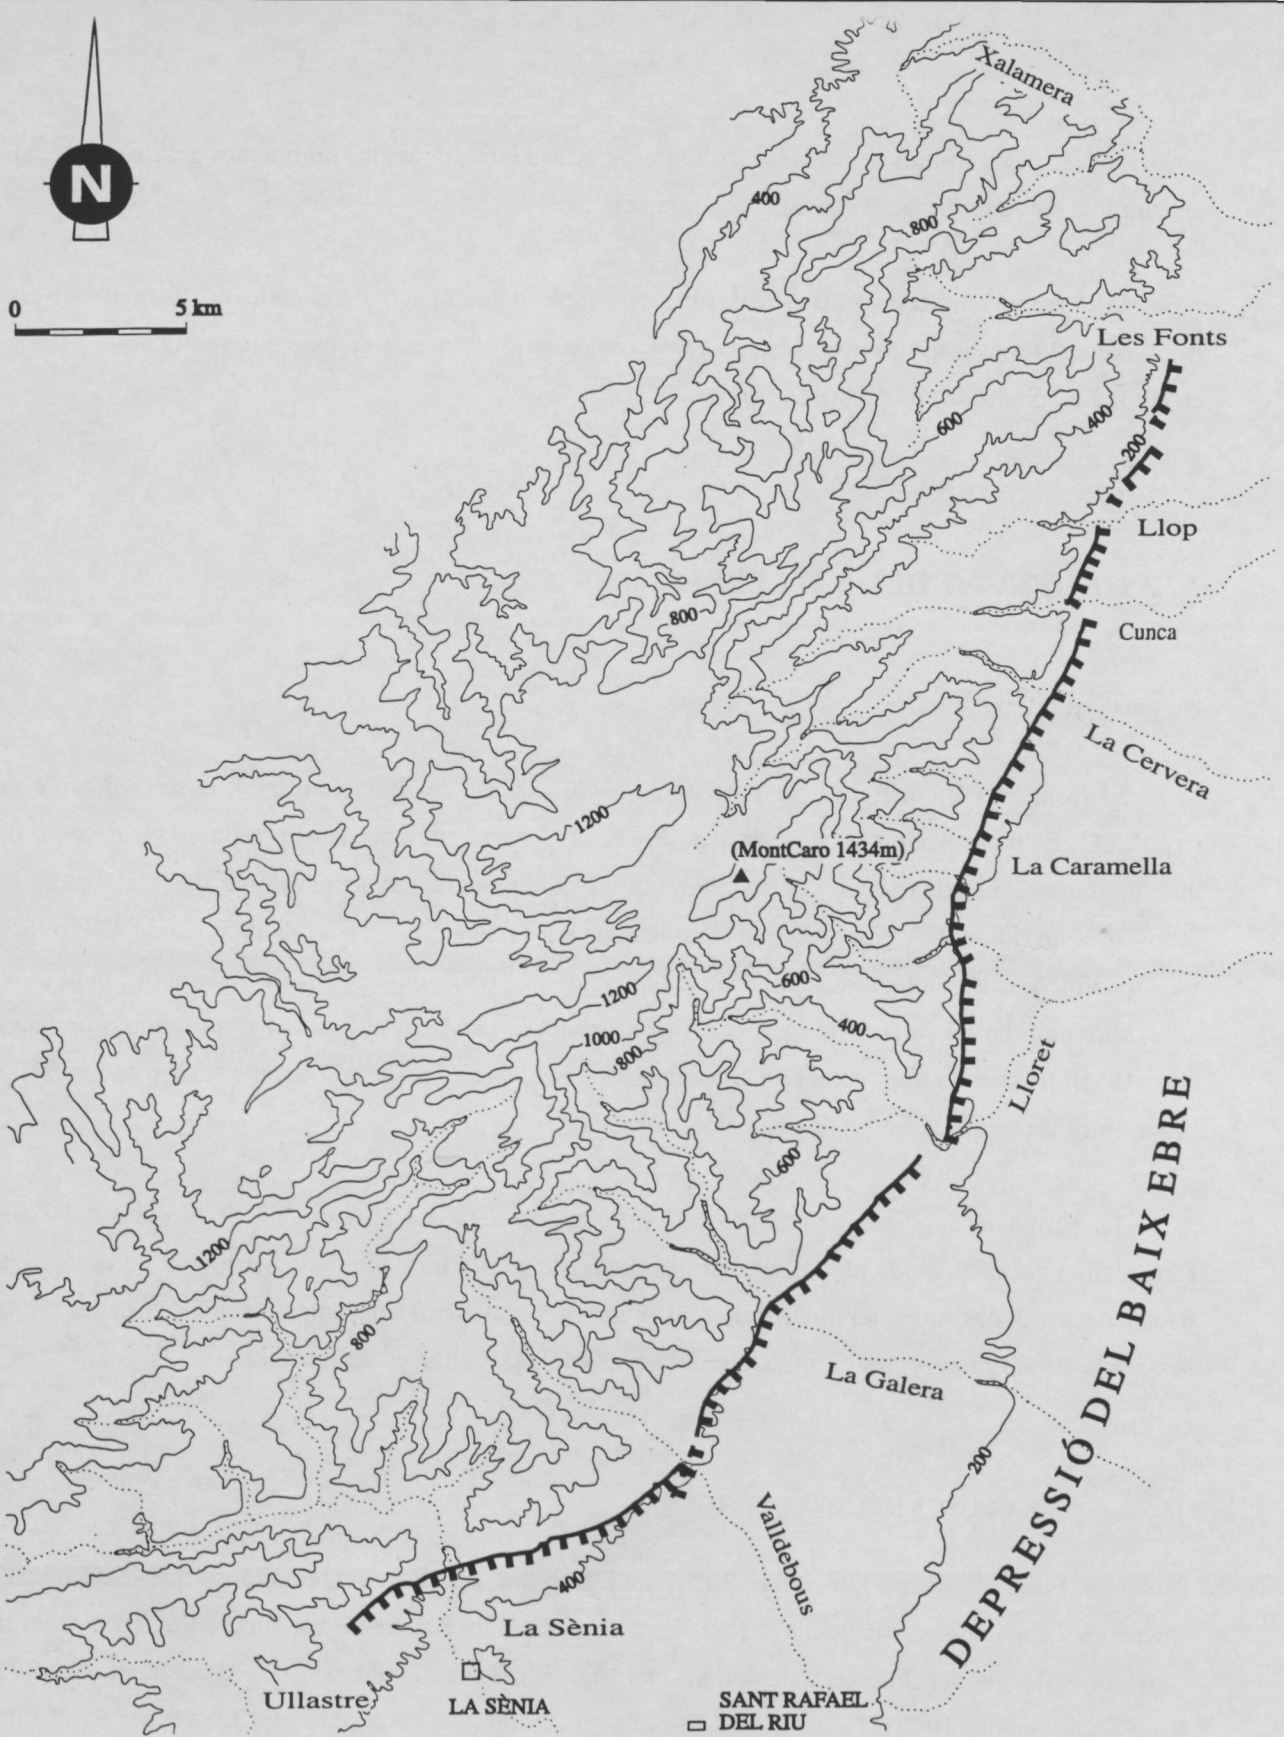 Xalamera
N
400
800
0 5 km
Les Fonts
600
400
200
Llop
800
Cunca
La Cervera
1200
(MontCaro 1434m)
La Caramella
600
1200
400
1000
800
Lloret
600
1200
800
La Galera
200
DEPRESSIÓ DEL BAIX EBRE
Valldebous
400
La Sènia
Ullastre
LA SÈNIA
SANT RAFAEL
DEL RIU